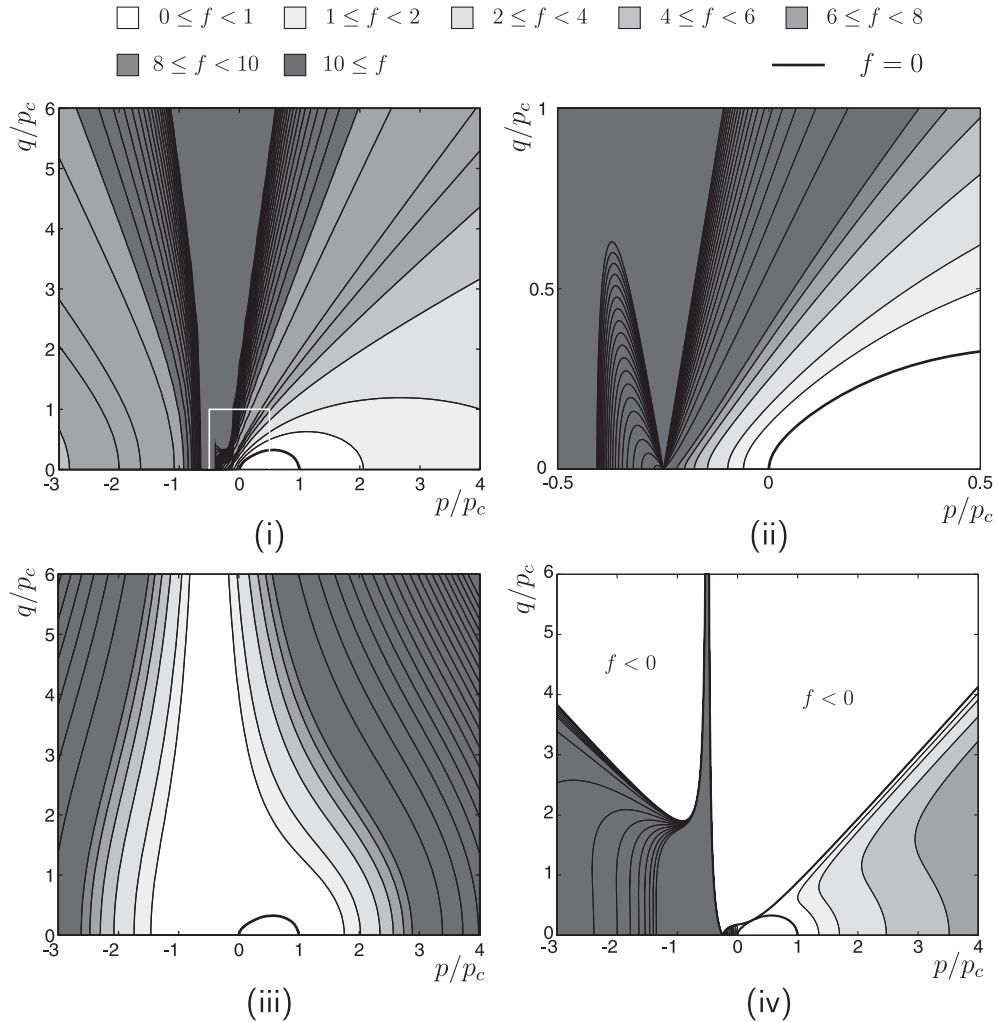 0 ≤ f < 1 1 ≤ f < 2 2 ≤ f < 4 4 ≤ f < 6 6 ≤ f < 8
8 ≤ f < 10 10 ≤ f f = 0
q/p_c
6
5
4
3
2
1
0
-3 -2 -1 0 1 2 3 4
p/p_c
(i)
q/p_c
1
0.5
0
-0.5 0 0.5
p/p_c
(ii)
q/p_c
6
5
4
3
2
1
0
-3 -2 -1 0 1 2 3 4
p/p_c
(iii)
q/p_c
6
5
4
3
2
1
0
f < 0
f < 0
-3 -2 -1 0 1 2 3 4
p/p_c
(iv)